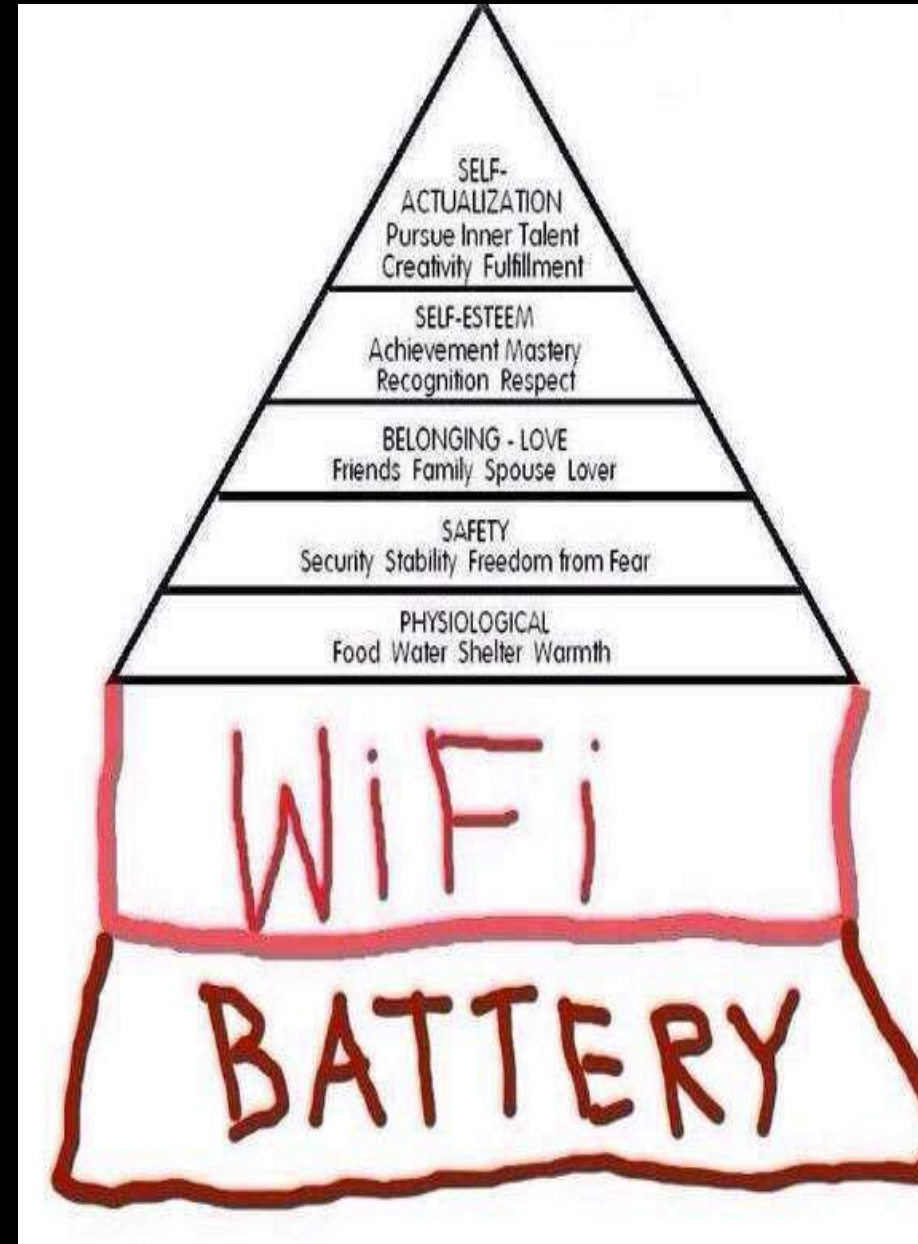 SELF-
ACTUALIZATION
Pursue Inner Talent
Creativity Fulfillment
SELF-ESTEEM
Achievement Mastery
Recognition Respect
BELONGING - LOVE
Friends Family Spouse Lover
SAFETY
Security Stability Freedom from Fear
PHYSIOLOGICAL
Food Water Shelter Warmth
WiFi
BATTERY